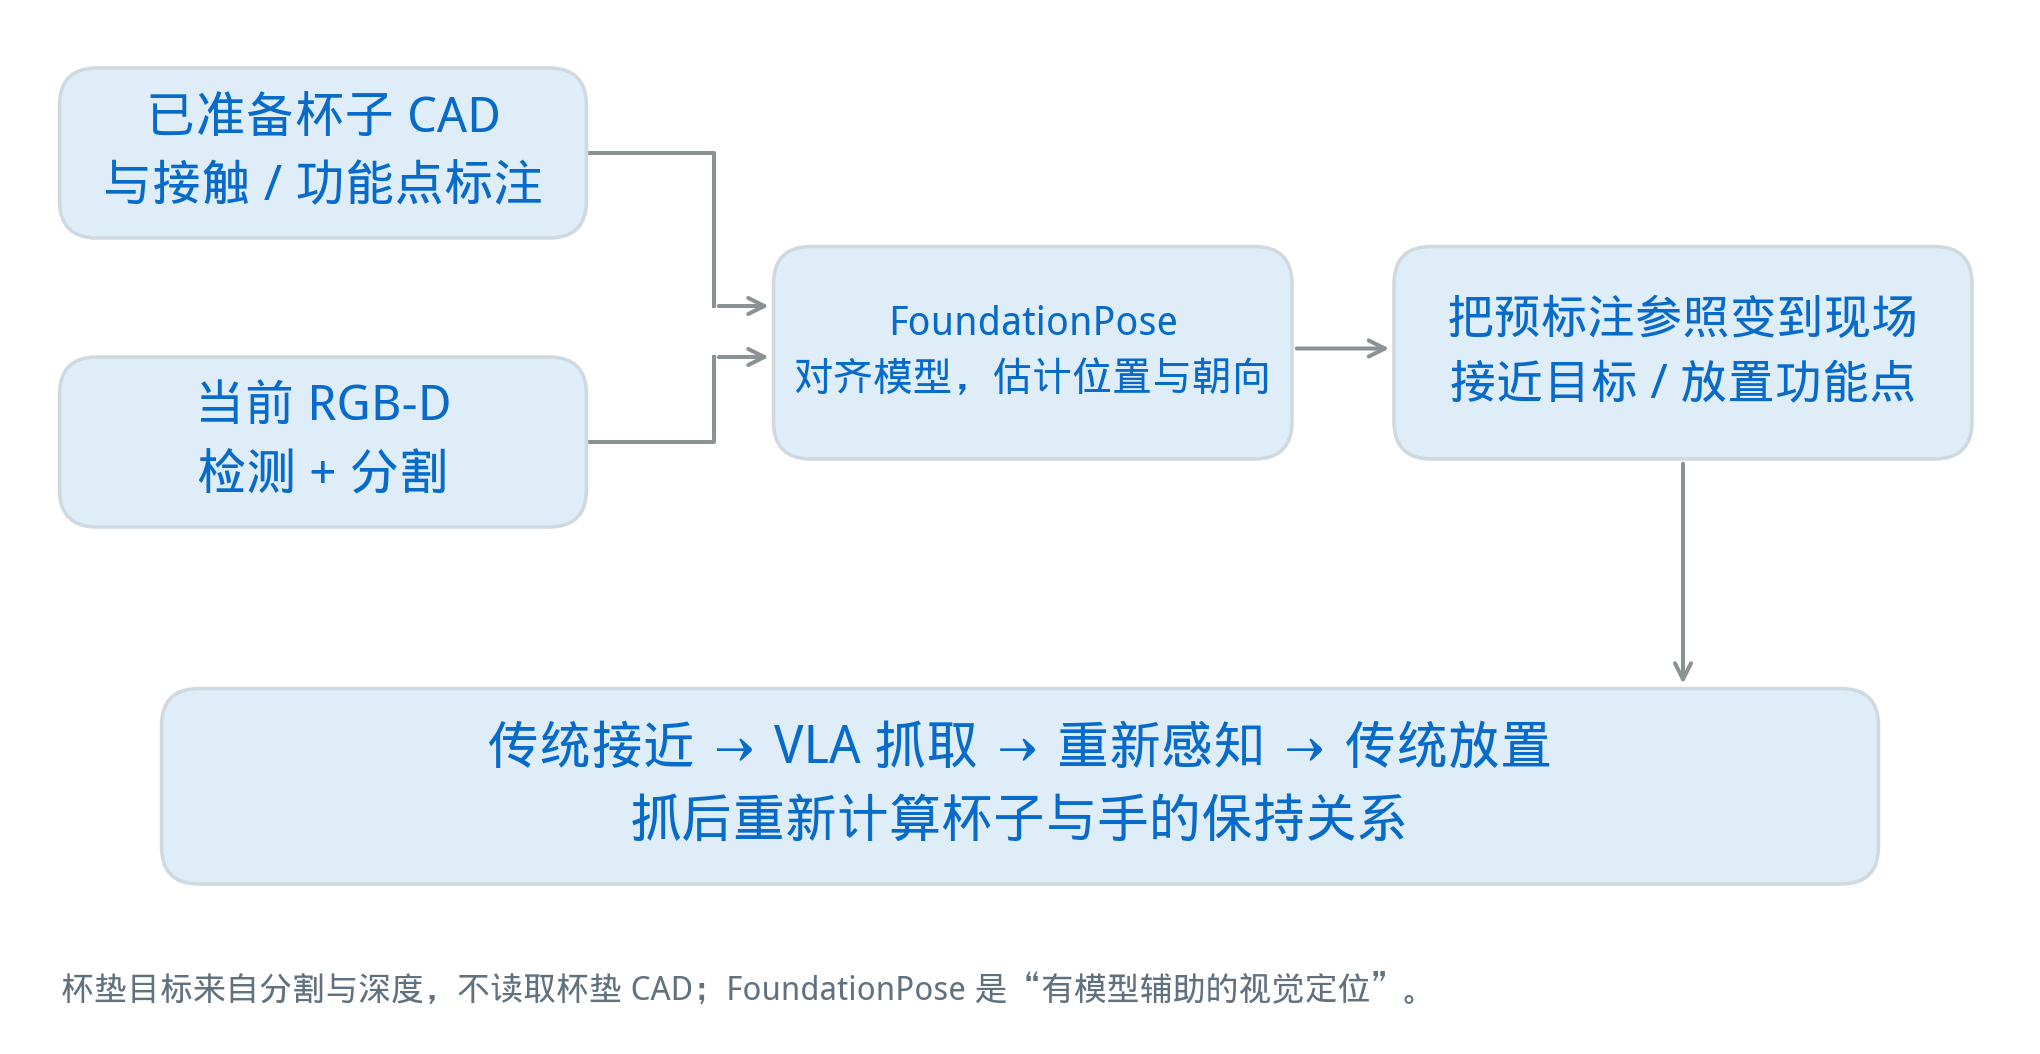 已准备杯子 CAD
与接触 / 功能点标注
当前 RGB-D
检测 + 分割
FoundationPose
对齐模型，估计位置与朝向
把预标注参照变到现场
接近目标 / 放置功能点
传统接近 → VLA 抓取 → 重新感知 → 传统放置
抓后重新计算杯子与手的保持关系
杯垫目标来自分割与深度，不读取杯垫 CAD；FoundationPose 是“有模型辅助的视觉定位”。